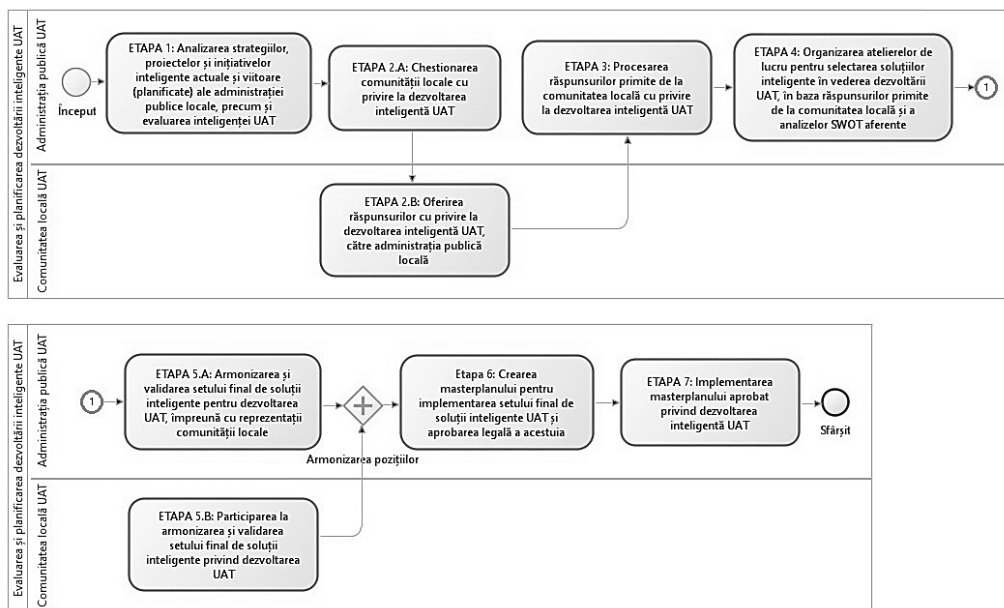 Evaluarea și planificarea dezvoltării inteligente UAT
Administrația publică UAT
Început
ETAPA 1: Analizarea strategiilor,
proiectelor și inițiativelor
inteligente actuale și viitoare
(planificate) ale administrației
publice locale, precum și
evaluarea inteligenței UAT
ETAPA 2.A: Chestionarea
comunității locale cu
privire la dezvoltarea
inteligentă UAT
ETAPA 3: Procesarea
răspunsurilor primite de la
comunitatea locală cu privire
la dezvoltarea inteligentă UAT
ETAPA 4: Organizarea atelierelor de
lucru pentru selectarea soluțiilor
inteligente în vederea dezvoltării
UAT, în baza răspunsurilor primite
de la comunitatea locală și a
analizelor SWOT aferente
1
Comunitatea locală UAT
ETAPA 2.B: Oferirea
răspunsurilor cu privire la
dezvoltarea inteligentă UAT,
către administrația publică
locală
Evaluarea și planificarea dezvoltării inteligente UAT
Administrația publică UAT
1
ETAPA 5.A: Armonizarea și
validarea setului final de soluții
inteligente pentru dezvoltarea
UAT, împreună cu reprezentații
comunității locale
Armonizarea pozițiilor
Etapa 6: Crearea
masterplanului pentru
implementarea setului final de
soluții inteligente UAT și
aprobarea legală a acestuia
ETAPA 7: Implementarea
masterplanului aprobat
privind dezvoltarea
inteligentă UAT
Sfârșit
Comunitatea locală UAT
ETAPA 5.B: Participarea la
armonizarea și validarea
setului final de soluții
inteligente privind dezvoltarea
UAT